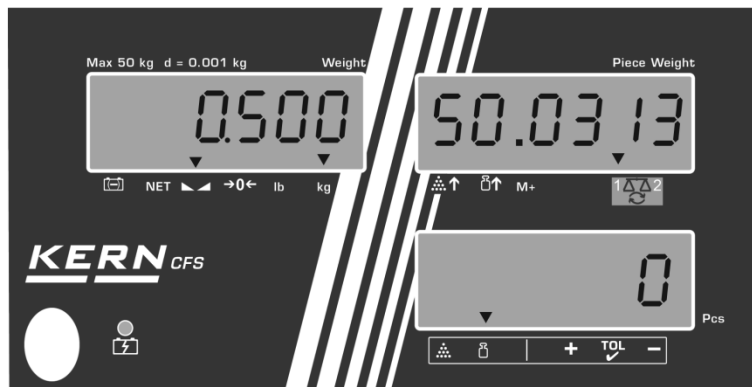 Max 50 kg d = 0.001 kg Weight
Piece Weight
0.500
50.0313
NET →0← lb kg
M+ 1 2
KERN CFS
0
Pcs
+ TOL −